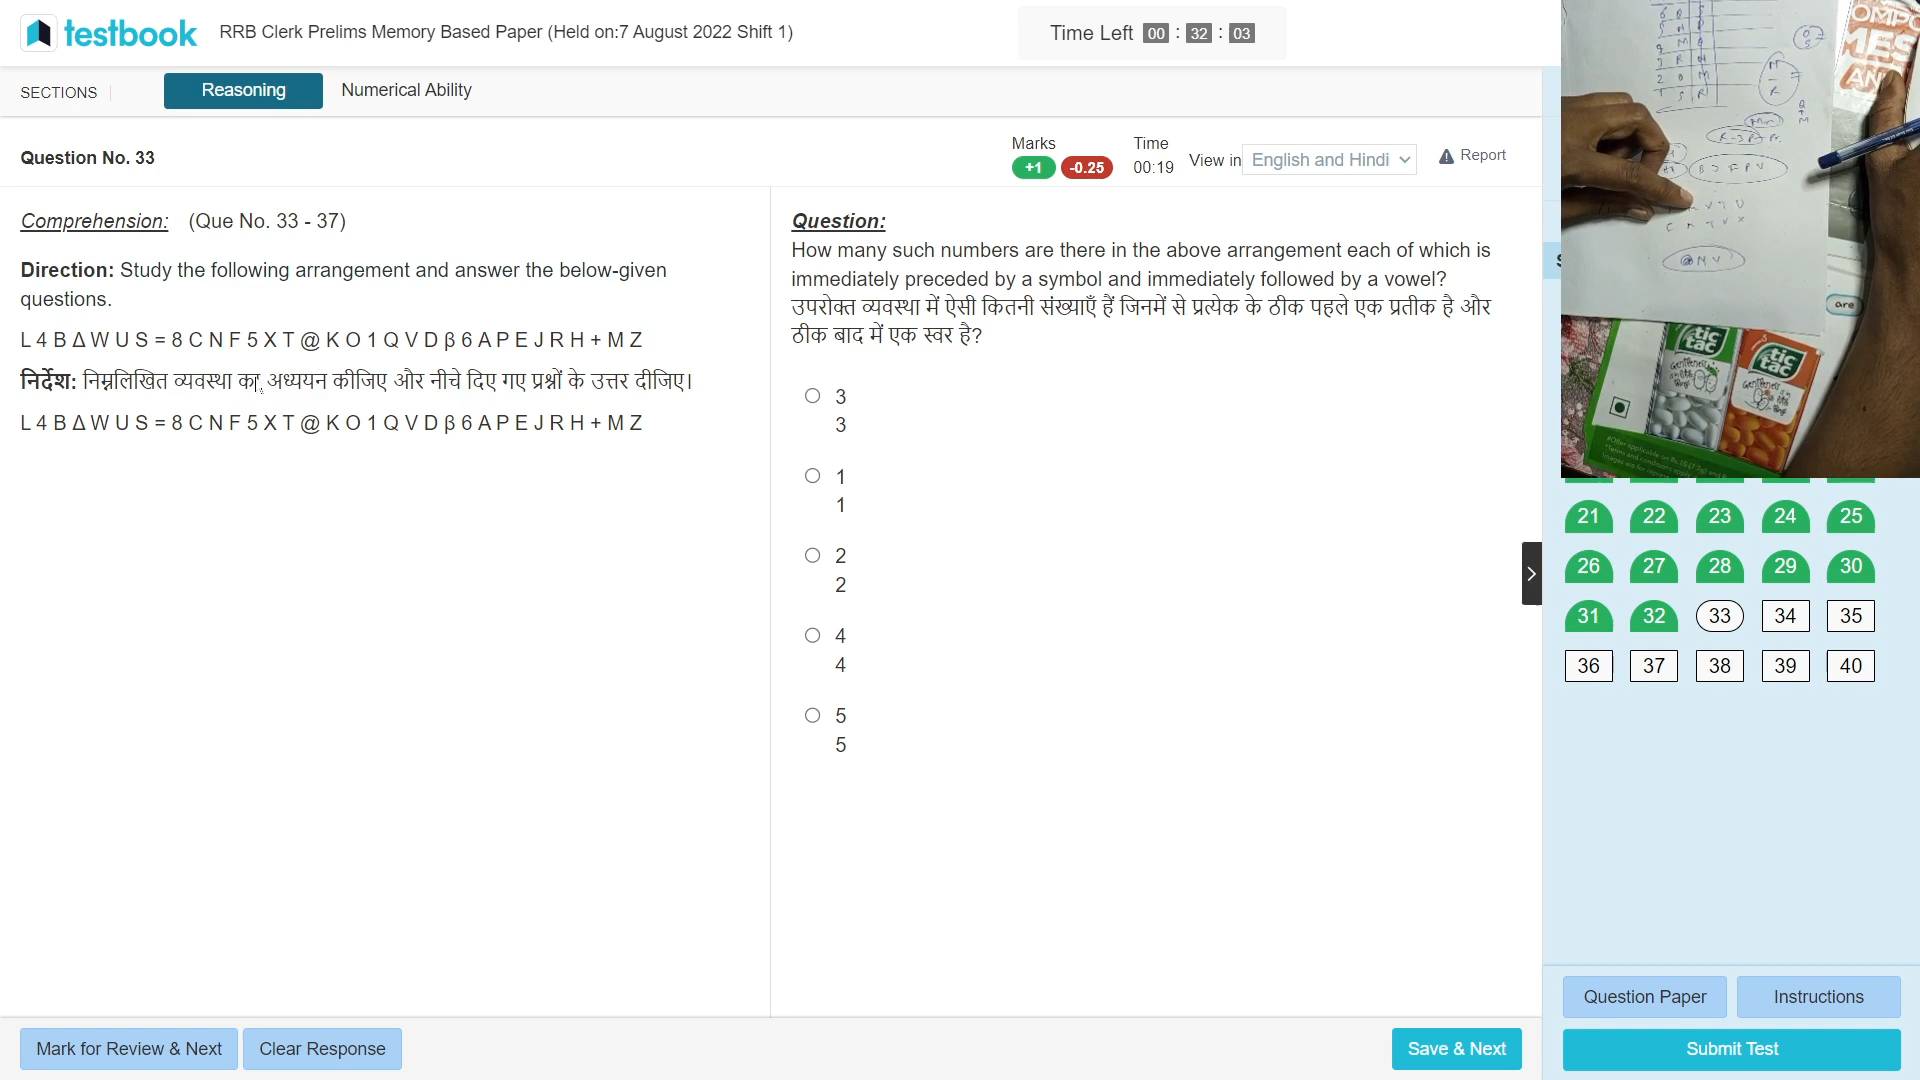 testbook
RRB Clerk Prelims Memory Based Paper (Held on:7 August 2022 Shift 1)
Time Left 00 : 32 : 03
SECTIONS
Reasoning
Numerical Ability
Question No. 33
Marks
+1 -0.25
Time
00:19
View in English and Hindi
Report
Comprehension: (Que No. 33 - 37)
Direction: Study the following arrangement and answer the below-given
questions.
L 4 B Δ W U S = 8 C N F 5 X T @ K O 1 Q V D β 6 A P E J R H + M Z
निर्देश: निम्नलिखित व्यवस्था का अध्ययन कीजिए और नीचे दिए गए प्रश्नों के उत्तर दीजिए।
L 4 B Δ W U S = 8 C N F 5 X T @ K O 1 Q V D β 6 A P E J R H + M Z
Question:
How many such numbers are there in the above arrangement each of which is
immediately preceded by a symbol and immediately followed by a vowel?
उपरोक्त व्यवस्था में ऐसी कितनी संख्याएँ हैं जिनमें से प्रत्येक के ठीक पहले एक प्रतीक है और
ठीक बाद में एक स्वर है?
3
3
1
1
2
2
4
4
5
5
are
tic
tac
tic
tac
21 22 23 24 25
26 27 28 29 30
31 32 33 34 35
36 37 38 39 40
Question Paper
Instructions
Mark for Review & Next
Clear Response
Save & Next
Submit Test